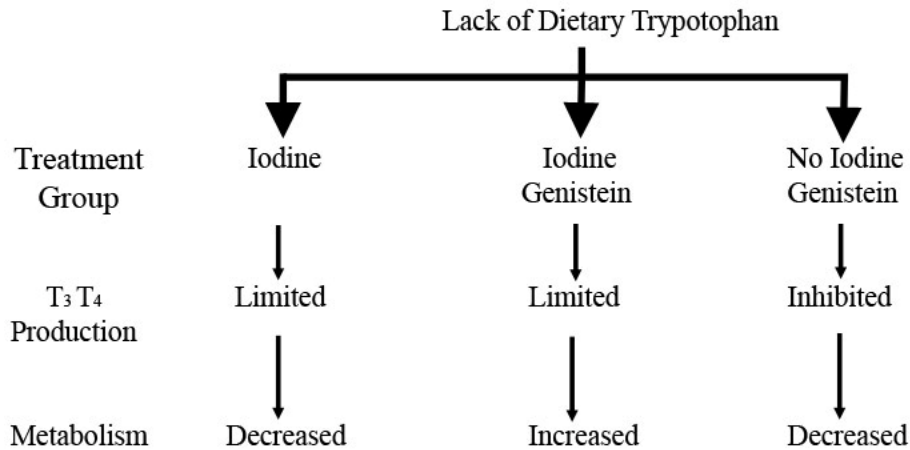 Lack of Dietary Trypotophan
Treatment Group
Iodine
Iodine
Genistein
No Iodine
Genistein
T₃ T₄
Production
Limited
Limited
Inhibited
Metabolism
Decreased
Increased
Decreased